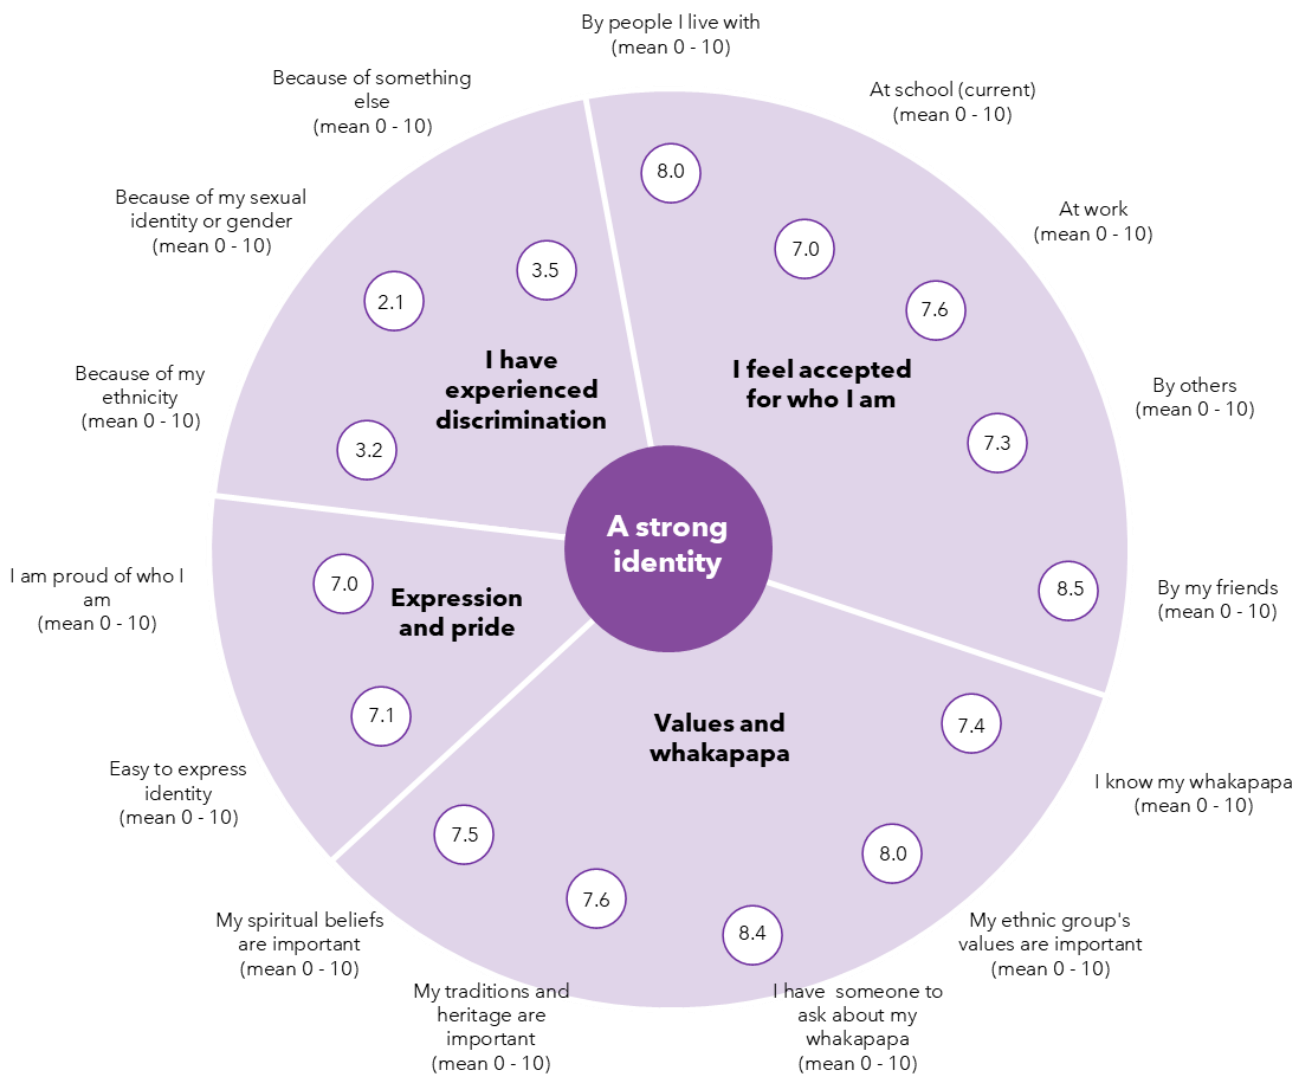 By people I live with
(mean 0 - 10)
At school (current)
(mean 0 - 10)
At work
(mean 0 - 10)
By others
(mean 0 - 10)
By my friends
(mean 0 - 10)
I know my whakapapa
(mean 0 - 10)
My ethnic group's
values are important
(mean 0 - 10)
I have  someone to
ask about my
whakapapa
(mean 0 - 10)
My traditions and
heritage are
important
(mean 0 - 10)
My spiritual beliefs
are important
(mean 0 - 10)
Easy to express
identity
(mean 0 - 10)
I am proud of who I
am
(mean 0 - 10)
Because of my
ethnicity
(mean 0 - 10)
Because of my sexual
identity or gender
(mean 0 - 10)
Because of something
else
(mean 0 - 10)
8.0
7.0
7.6
7.3
8.5
I feel accepted
for who I am
7.4
8.0
8.4
7.6
7.5
Values and
whakapapa
7.1
7.0
Expression
and pride
3.2
2.1
3.5
I have
experienced
discrimination
A strong
identity